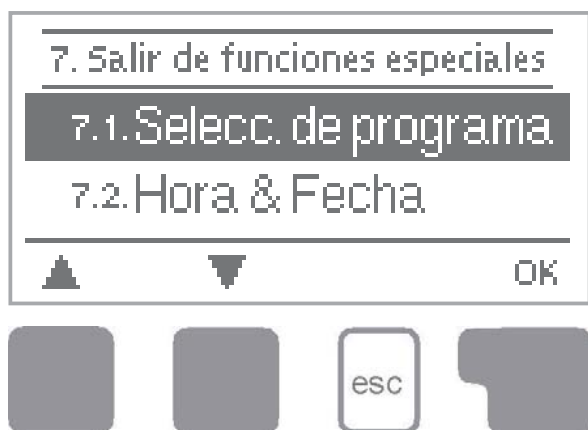 7. Salir de funciones especiales
7.1. Selecc. de programa
7.2. Hora & Fecha
OK
esc